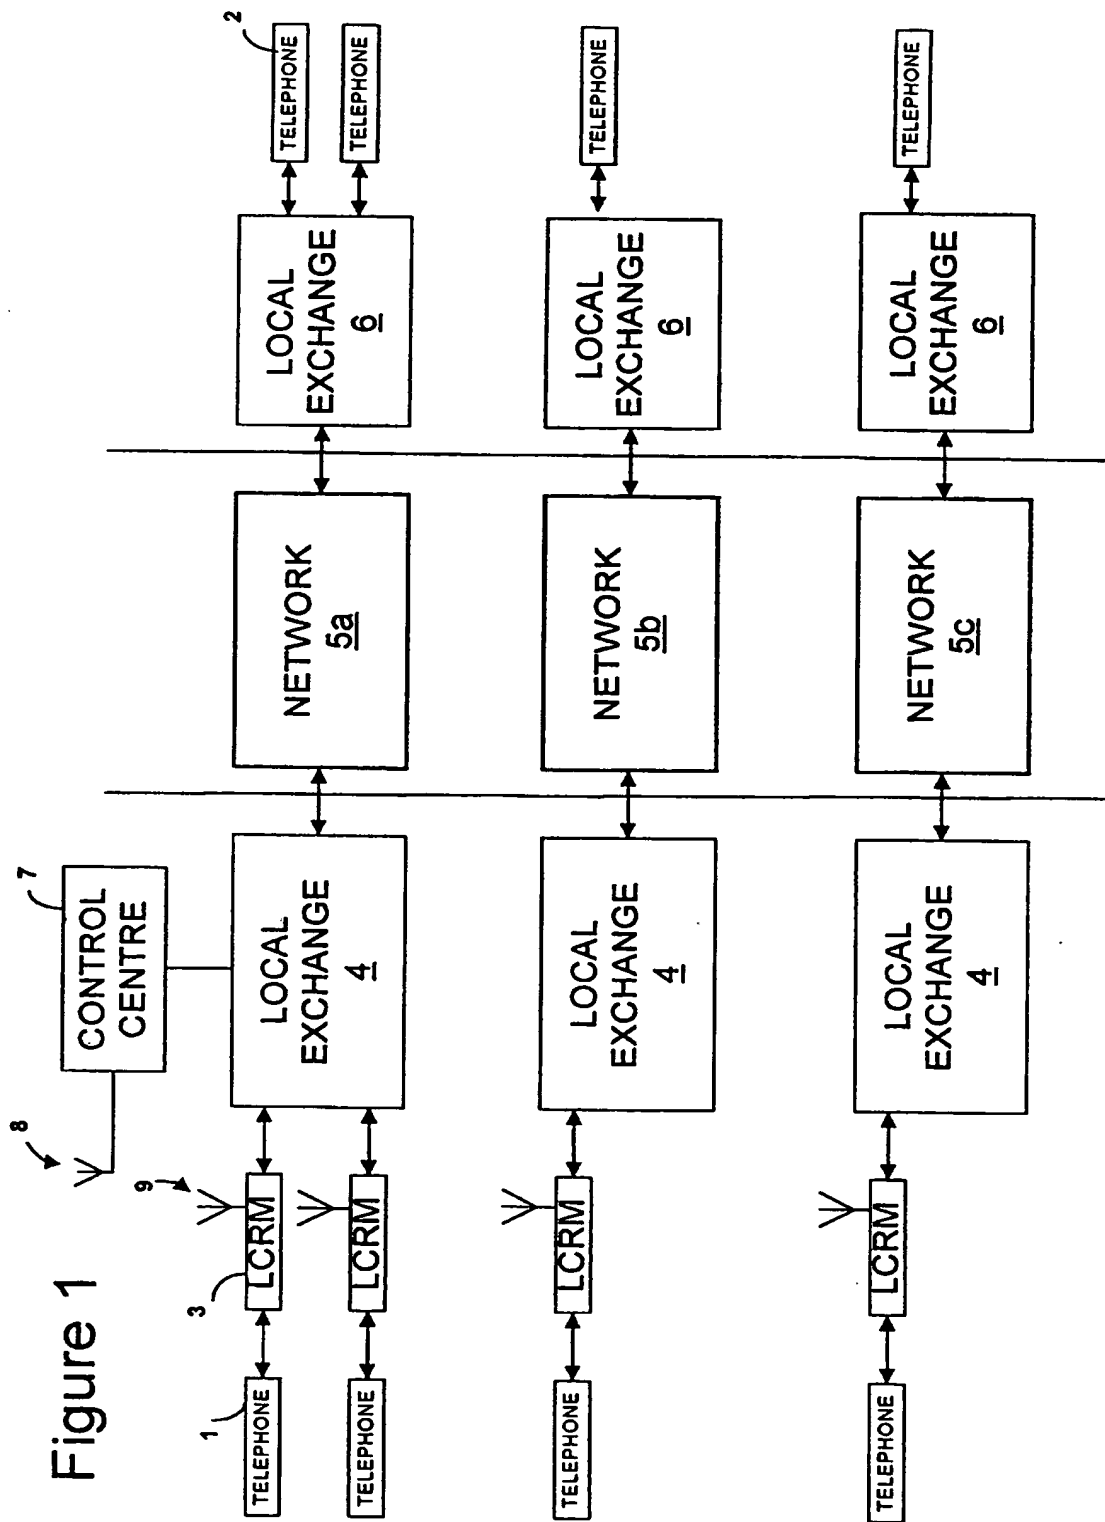 Figure 1
8
7
CONTROL
CENTRE
9
3
1
2
TELEPHONE
LCRM
LOCAL
EXCHANGE
4
NETWORK
5a
LOCAL
EXCHANGE
6
TELEPHONE
TELEPHONE
LCRM
TELEPHONE
TELEPHONE
LCRM
LOCAL
EXCHANGE
4
NETWORK
5b
LOCAL
EXCHANGE
6
TELEPHONE
TELEPHONE
LCRM
LOCAL
EXCHANGE
4
NETWORK
5c
LOCAL
EXCHANGE
6
TELEPHONE